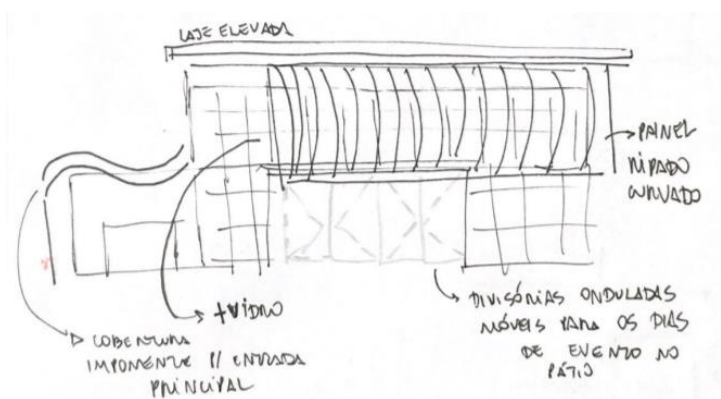 LAJE ELEVADA
PAINEL
RIPADO
CURVADO
+VIDRO
DIVISÓRIAS ONDULADAS
MÓVEIS PARA OS DIAS
DE EVENTO NO
PÁTIO
COBERTURA
IMPONENTE P/ ENTRADA
PRINCIPAL